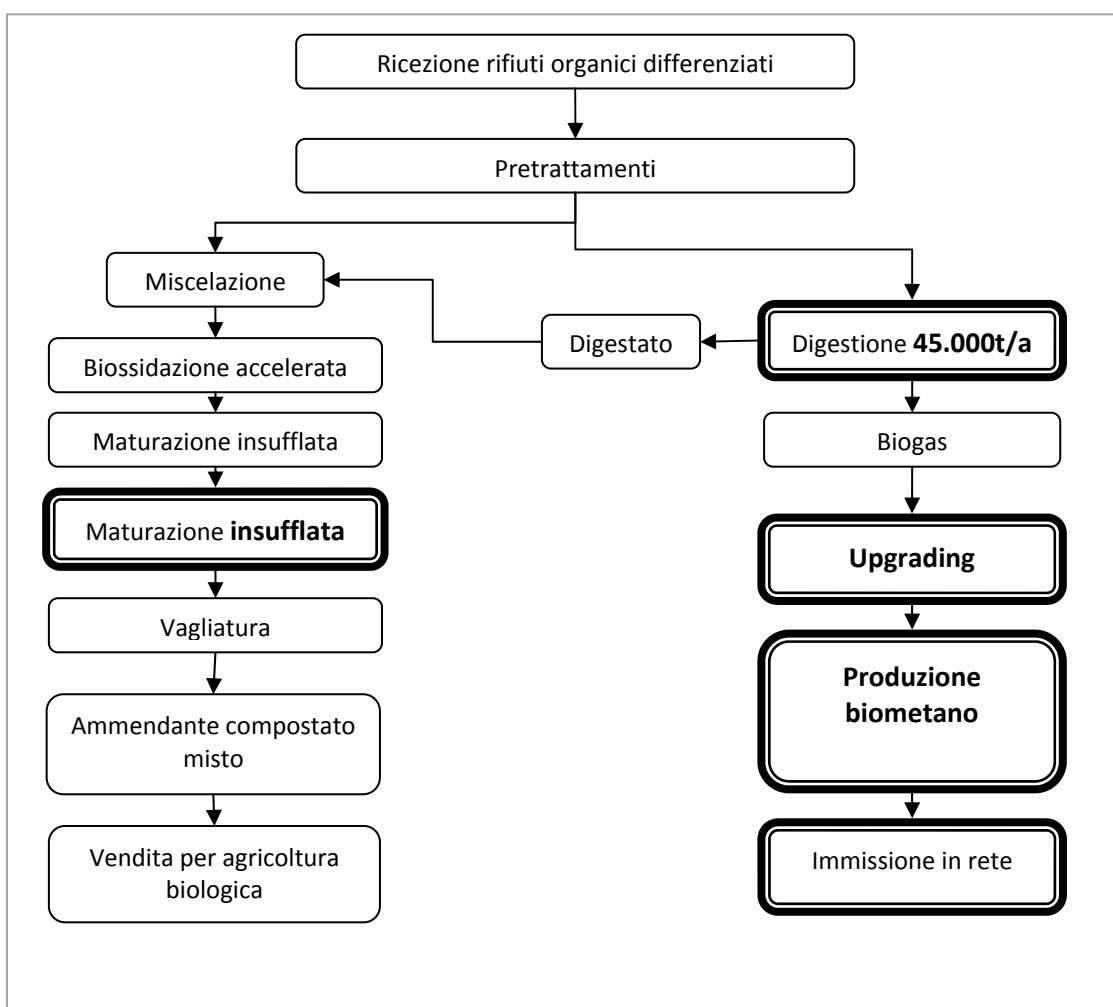 Ricezione rifiuti organici differenziati
Pretrattamenti
Miscelazione
Digestato
Digestione 45.000t/a
Biossidazione accelerata
Maturazione insufflata
Biogas
Maturazione insufflata
Upgrading
Vagliatura
Produzione
biometano
Ammendante compostato
misto
Vendita per agricoltura
biologica
Immissione in rete